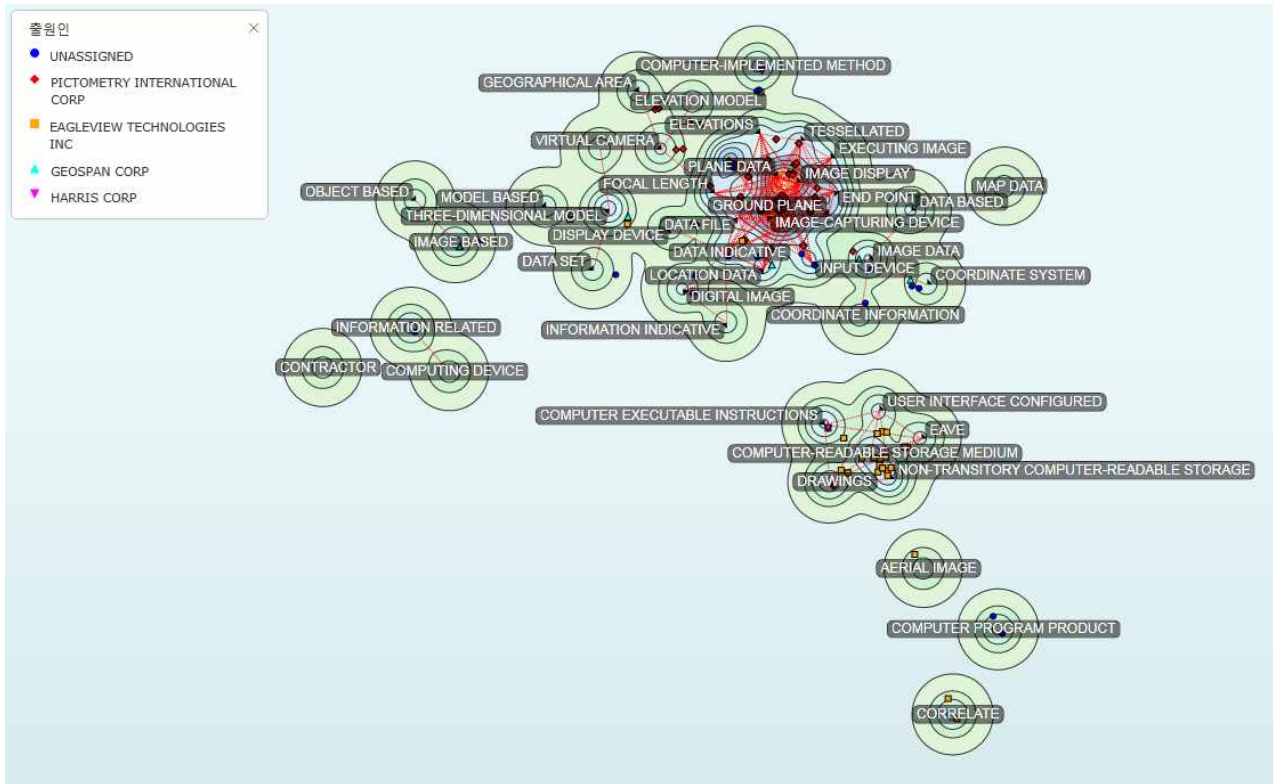 출원인
UNASSIGNED
PICTOMETRY INTERNATIONAL
CORP
EAGLEVIEW TECHNOLOGIES
INC
GEOSPAN CORP
HARRIS CORP
COMPUTER-IMPLEMENTED METHOD
GEOGRAPHICAL AREA
ELEVATION MODEL
ELEVATIONS
TESSELLATED
VIRTUAL CAMERA
EXECUTING IMAGE
PLANE DATA
IMAGE DISPLAY
FOCAL LENGTH
MAP DATA
OBJECT BASED
MODEL BASED
END POINT
DATA BASED
GROUND PLANE
THREE-DIMENSIONAL MODEL
DATA FILE
IMAGE-CAPTURING DEVICE
DISPLAY DEVICE
IMAGE BASED
DATA INDICATIVE
IMAGE DATA
DATA SET
LOCATION DATA
INPUT DEVICE
COORDINATE SYSTEM
DIGITAL IMAGE
COORDINATE INFORMATION
INFORMATION RELATED
INFORMATION INDICATIVE
CONTRACTOR
COMPUTING DEVICE
USER INTERFACE CONFIGURED
COMPUTER EXECUTABLE INSTRUCTIONS
EAVE
COMPUTER-READABLE STORAGE MEDIUM
NON-TRANSITORY COMPUTER-READABLE STORAGE
DRAWINGS
AERIAL IMAGE
COMPUTER PROGRAM PRODUCT
CORRELATE